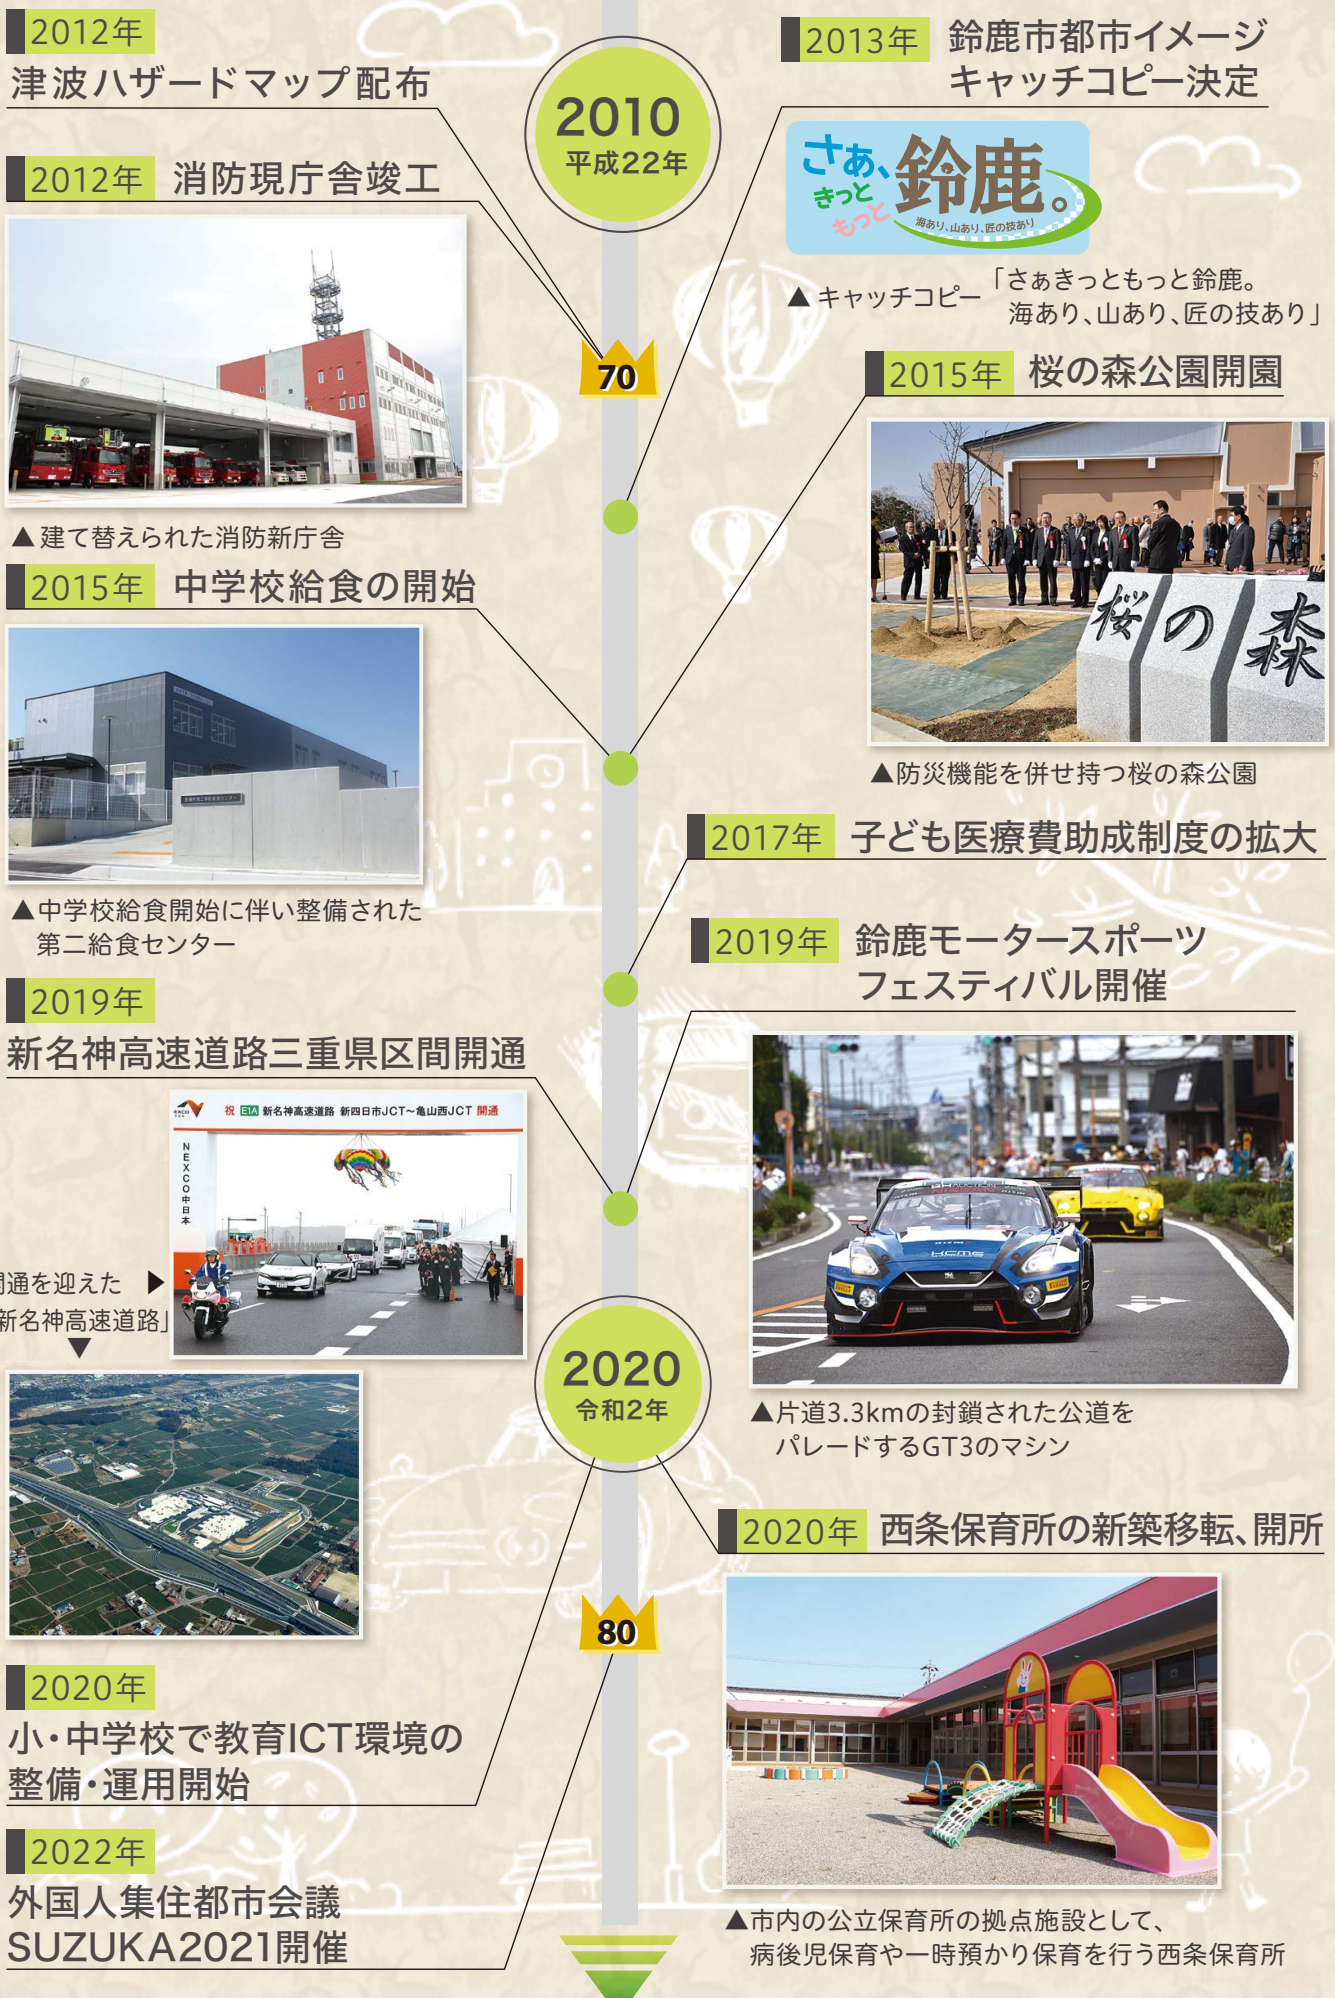 2012年
津波ハザードマップ配布
2012年 消防現庁舎竣工
▲建て替えられた消防新庁舎
2015年 中学校給食の開始
▲中学校給食開始に伴い整備された
第二給食センター
2019年
新名神高速道路三重県区間開通
祝 E1A 新名神高速道路 新四日市JCT~亀山西JCT 開通
NEXCO中日本
通を迎えた ▶
新名神高速道路」
▼
2020年
小・中学校で教育ICT環境の
整備・運用開始
2022年
外国人集住都市会議
SUZUKA2021開催
2010
平成22年
70
2020
令和2年
80
2013年 鈴鹿市都市イメージ
キャッチコピー決定
さぁ、
きっと
もっと
鈴鹿。
海あり、山あり、匠の技あり
▲キャッチコピー「さぁきっともっと鈴鹿。
海あり、山あり、匠の技あり」
2015年 桜の森公園開園
桜の森
▲防災機能を併せ持つ桜の森公園
2017年 子ども医療費助成制度の拡大
2019年 鈴鹿モータースポーツ
フェスティバル開催
▲片道3.3kmの封鎖された公道を
パレードするGT3のマシン
2020年 西条保育所の新築移転、開所
▲市内の公立保育所の拠点施設として、
病後児保育や一時預かり保育を行う西条保育所